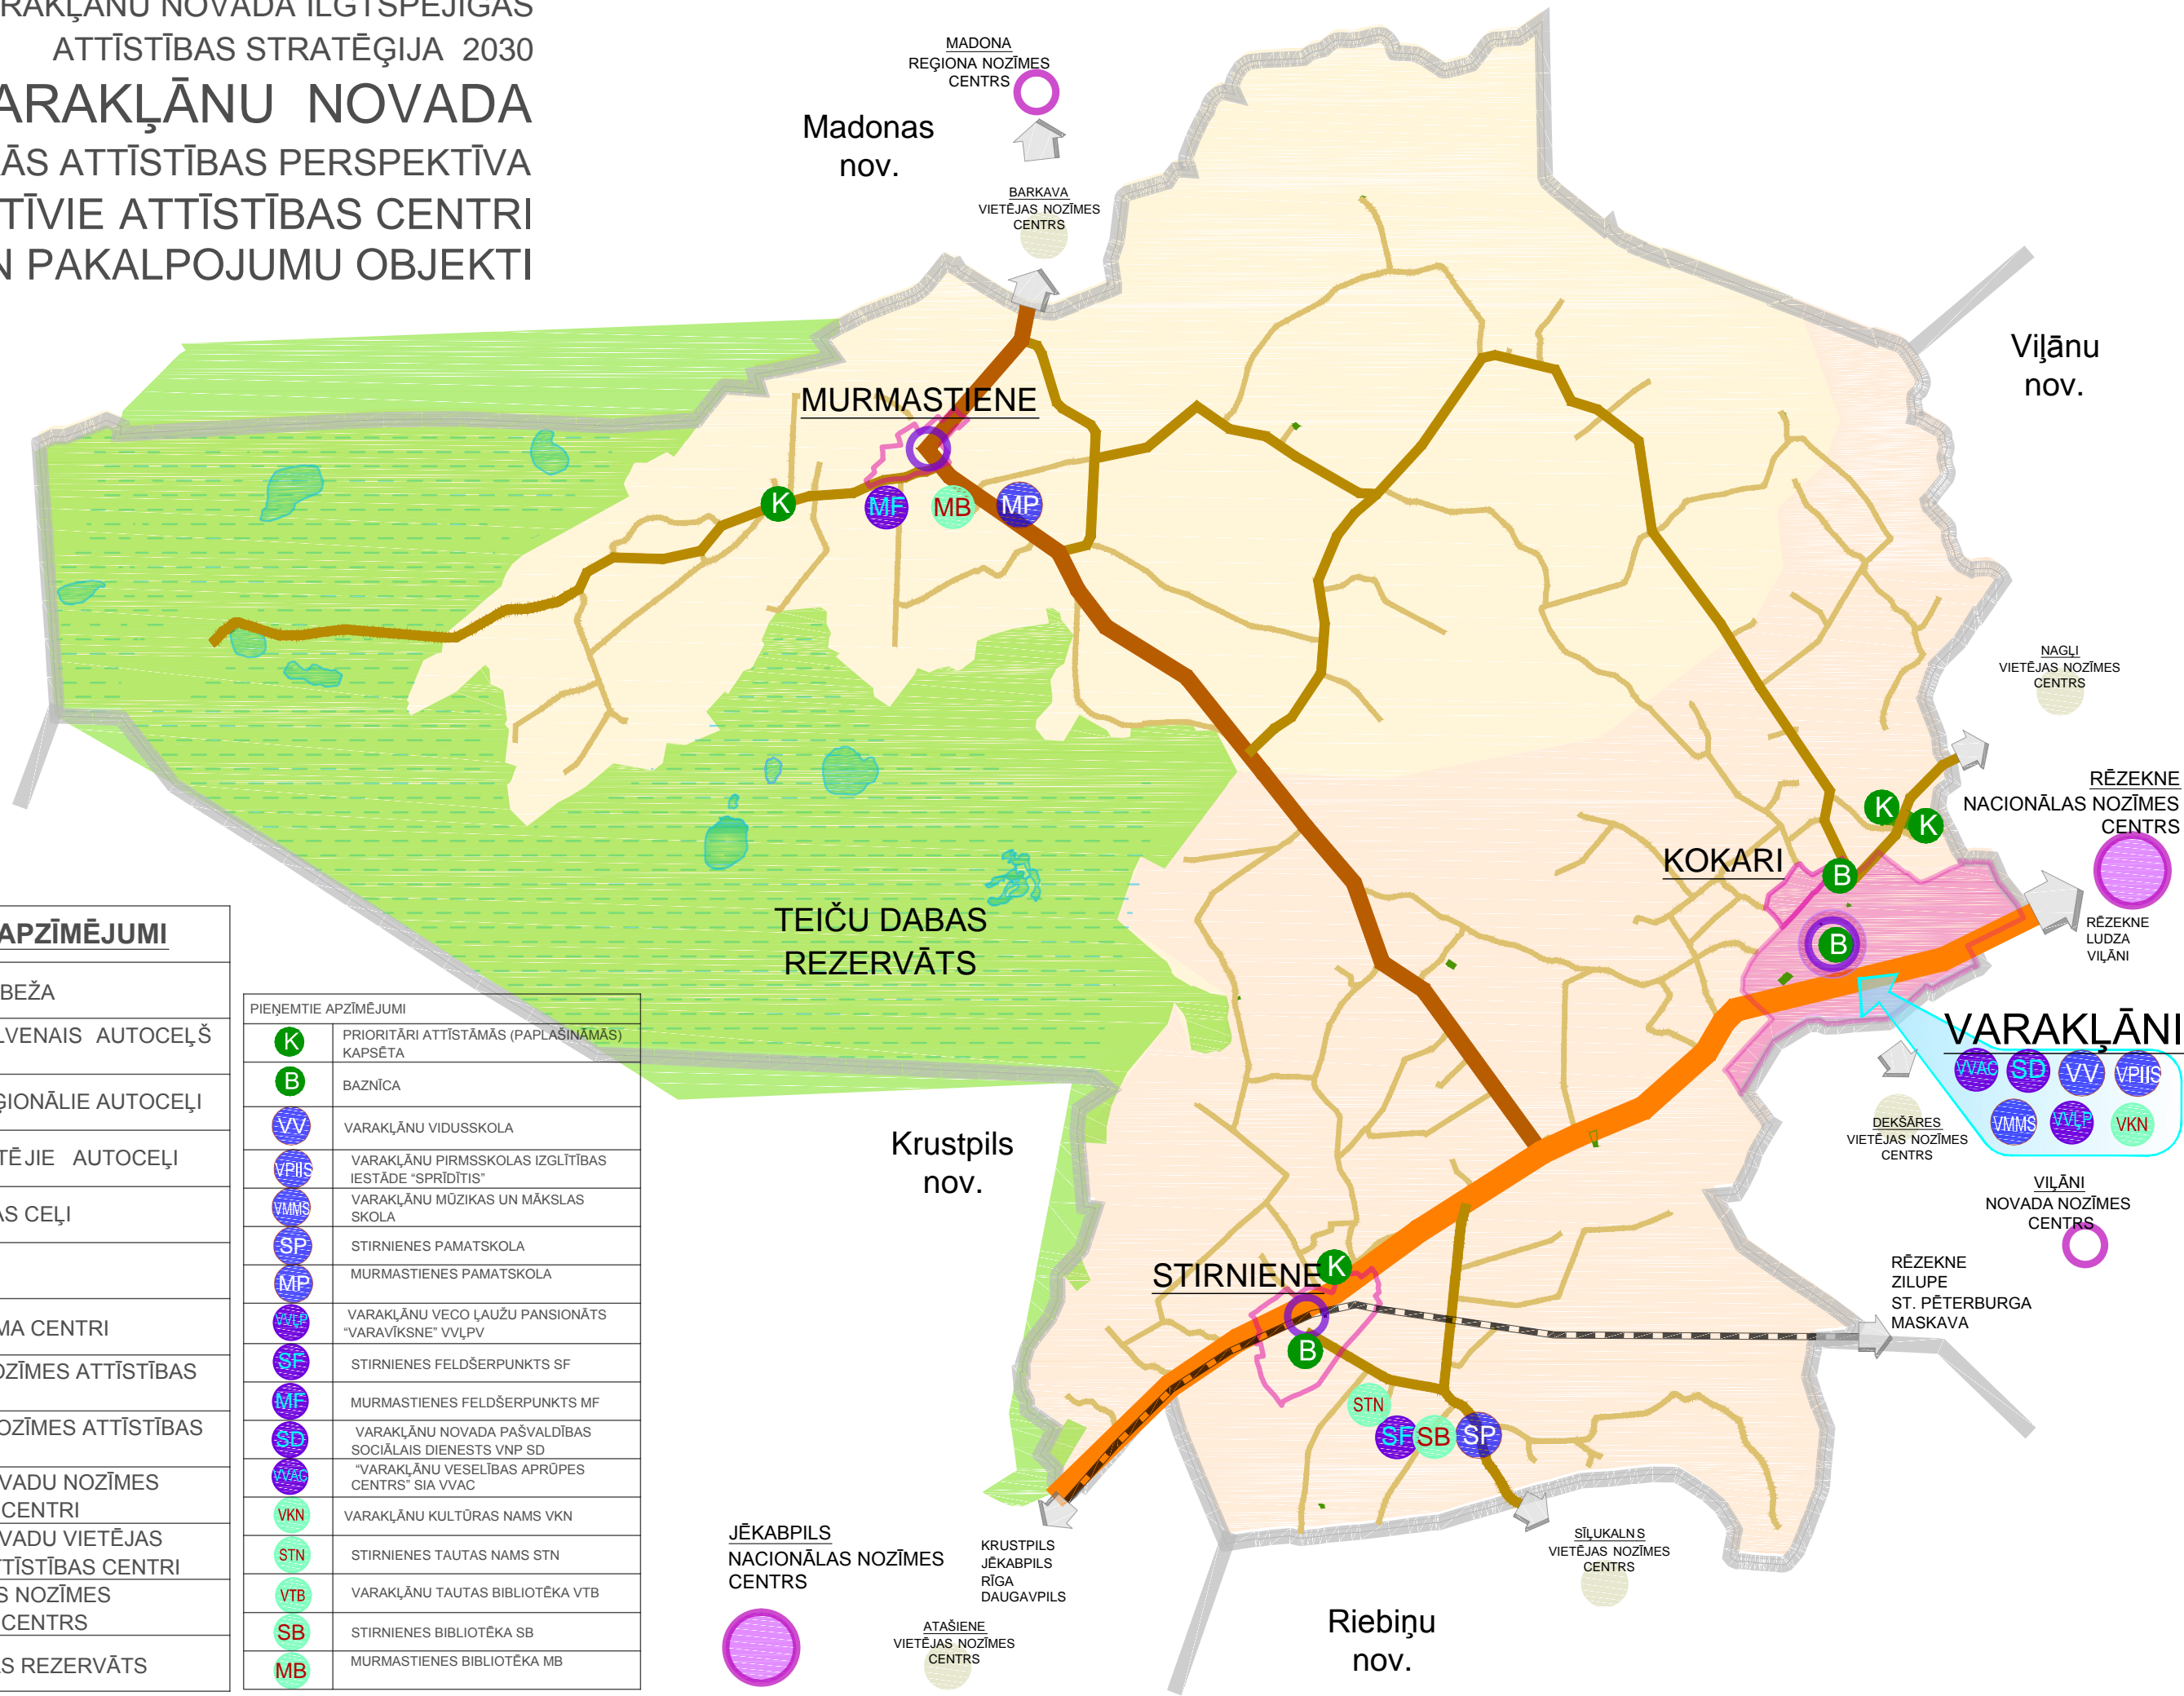 RAKĻĀNU NOVADA ILGTSPĒJĪGAS
ATTĪSTĪBAS STRATĒĢIJA 2030
ARAKĻĀNU NOVADA
ĀS ATTĪSTĪBAS PERSPEKTĪVA
TĪVIE ATTĪSTĪBAS CENTRI
N PAKALPOJUMU OBJEKTI
MADONA
REĢIONA NOZĪMES
CENTRS
Madonas
nov.
BARKAVA
VIETĒJAS NOZĪMES
CENTRS
Viļānu
nov.
MURMASTIENE
K
MF
MB
MP
NAGĻI
VIETĒJAS NOZĪMES
CENTRS
RĒZEKNE
NACIONĀLAS NOZĪMES
CENTRS
K
K
KOKARI
B
B
RĒZEKNE
LUDZA
VIĻĀNI
TEIČU DABAS
REZERVĀTS
VARAKĻĀNI
VVAC
SD
VV
VPIIS
VMMS
VVĻP
VKN
DEKŠĀRES
VIETĒJAS NOZĪMES
CENTRS
VIĻĀNI
NOVADA NOZĪMES
CENTRS
Krustpils
nov.
RĒZEKNE
ZILUPE
ST. PĒTERBURGA
MASKAVA
STIRNIENE
K
B
STN
SF
SB
SP
JĒKABPILS
NACIONĀLAS NOZĪMES
CENTRS
KRUSTPILS
JĒKABPILS
RĪGA
DAUGAVPILS
SĪĻUKALNS
VIETĒJAS NOZĪMES
CENTRS
ATAŠIENE
VIETĒJAS NOZĪMES
CENTRS
Riebiņu
nov.
APZĪMĒJUMI
BEŽA
LVENAIS AUTOCEĻŠ
ĢIONĀLIE AUTOCEĻI
TĒJIE AUTOCEĻI
AS CEĻI
MA CENTRI
OZĪMES ATTĪSTĪBAS
NOZĪMES ATTĪSTĪBAS
VADU NOZĪMES
CENTRI
VADU VIETĒJAS
TTĪSTĪBAS CENTRI
S NOZĪMES
CENTRS
AS REZERVĀTS
PIEŅEMTIE APZĪMĒJUMI
K PRIORITĀRI ATTĪSTĀMĀS (PAPLAŠINĀMĀS)
KAPSĒTA
B BAZNĪCA
VV VARAKĻĀNU VIDUSSKOLA
VPIIS VARAKĻĀNU PIRMSSKOLAS IZGLĪTĪBAS
IESTĀDE “SPRĪDĪTIS”
VMMS VARAKĻĀNU MŪZIKAS UN MĀKSLAS
SKOLA
SP STIRNIENES PAMATSKOLA
MP MURMASTIENES PAMATSKOLA
VVĻP VARAKĻĀNU VECO ĻAUŽU PANSIONĀTS
“VARAVĪKSNE” VVĻPV
SF STIRNIENES FELDŠERPUNKTS SF
MF MURMASTIENES FELDŠERPUNKTS MF
SD VARAKĻĀNU NOVADA PAŠVALDĪBAS
SOCIĀLAIS DIENESTS VNP SD
VVAC “VARAKĻĀNU VESELĪBAS APRŪPES
CENTRS” SIA VVAC
VKN VARAKĻĀNU KULTŪRAS NAMS VKN
STN STIRNIENES TAUTAS NAMS STN
VTB VARAKĻĀNU TAUTAS BIBLIOTĒKA VTB
SB STIRNIENES BIBLIOTĒKA SB
MB MURMASTIENES BIBLIOTĒKA MB